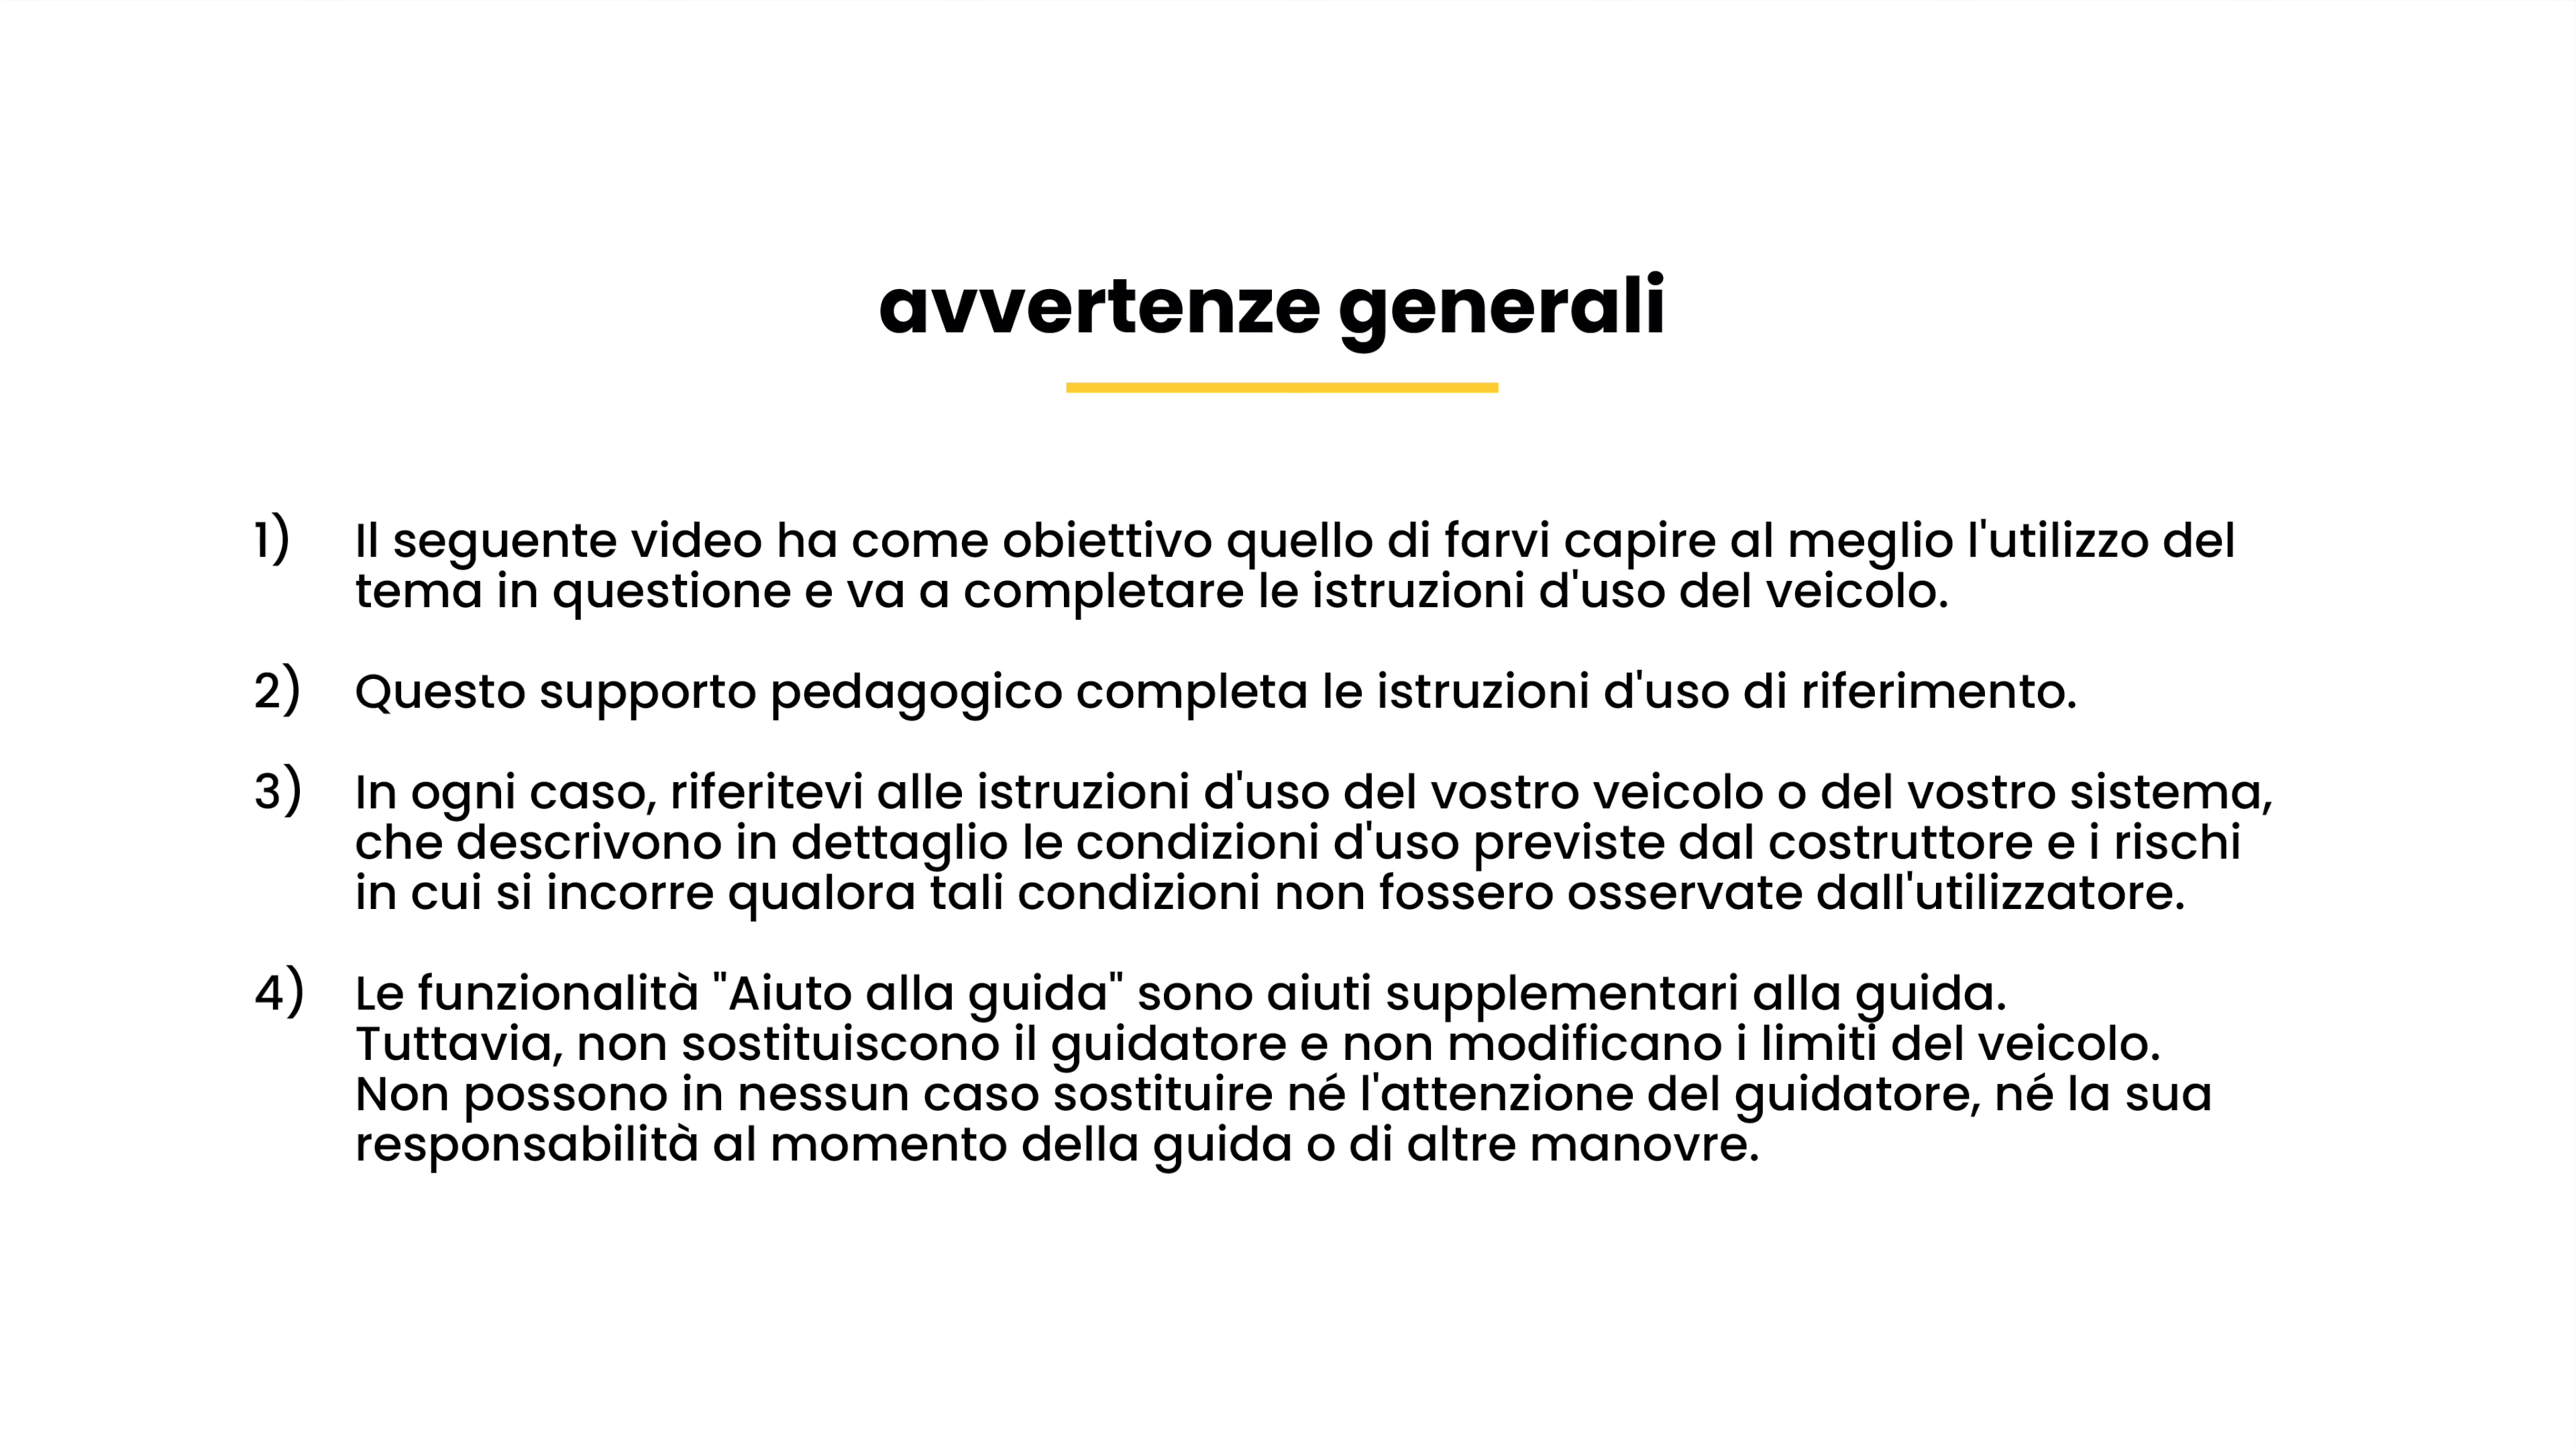 avvertenze generali
1) Il seguente video ha come obiettivo quello di farvi capire al meglio l'utilizzo del
tema in questione e va a completare le istruzioni d'uso del veicolo.
2) Questo supporto pedagogico completa le istruzioni d'uso di riferimento.
3) In ogni caso, riferitevi alle istruzioni d'uso del vostro veicolo o del vostro sistema,
che descrivono in dettaglio le condizioni d'uso previste dal costruttore e i rischi
in cui si incorre qualora tali condizioni non fossero osservate dall'utilizzatore.
4) Le funzionalità "Aiuto alla guida" sono aiuti supplementari alla guida.
Tuttavia, non sostituiscono il guidatore e non modificano i limiti del veicolo.
Non possono in nessun caso sostituire né l'attenzione del guidatore, né la sua
responsabilità al momento della guida o di altre manovre.